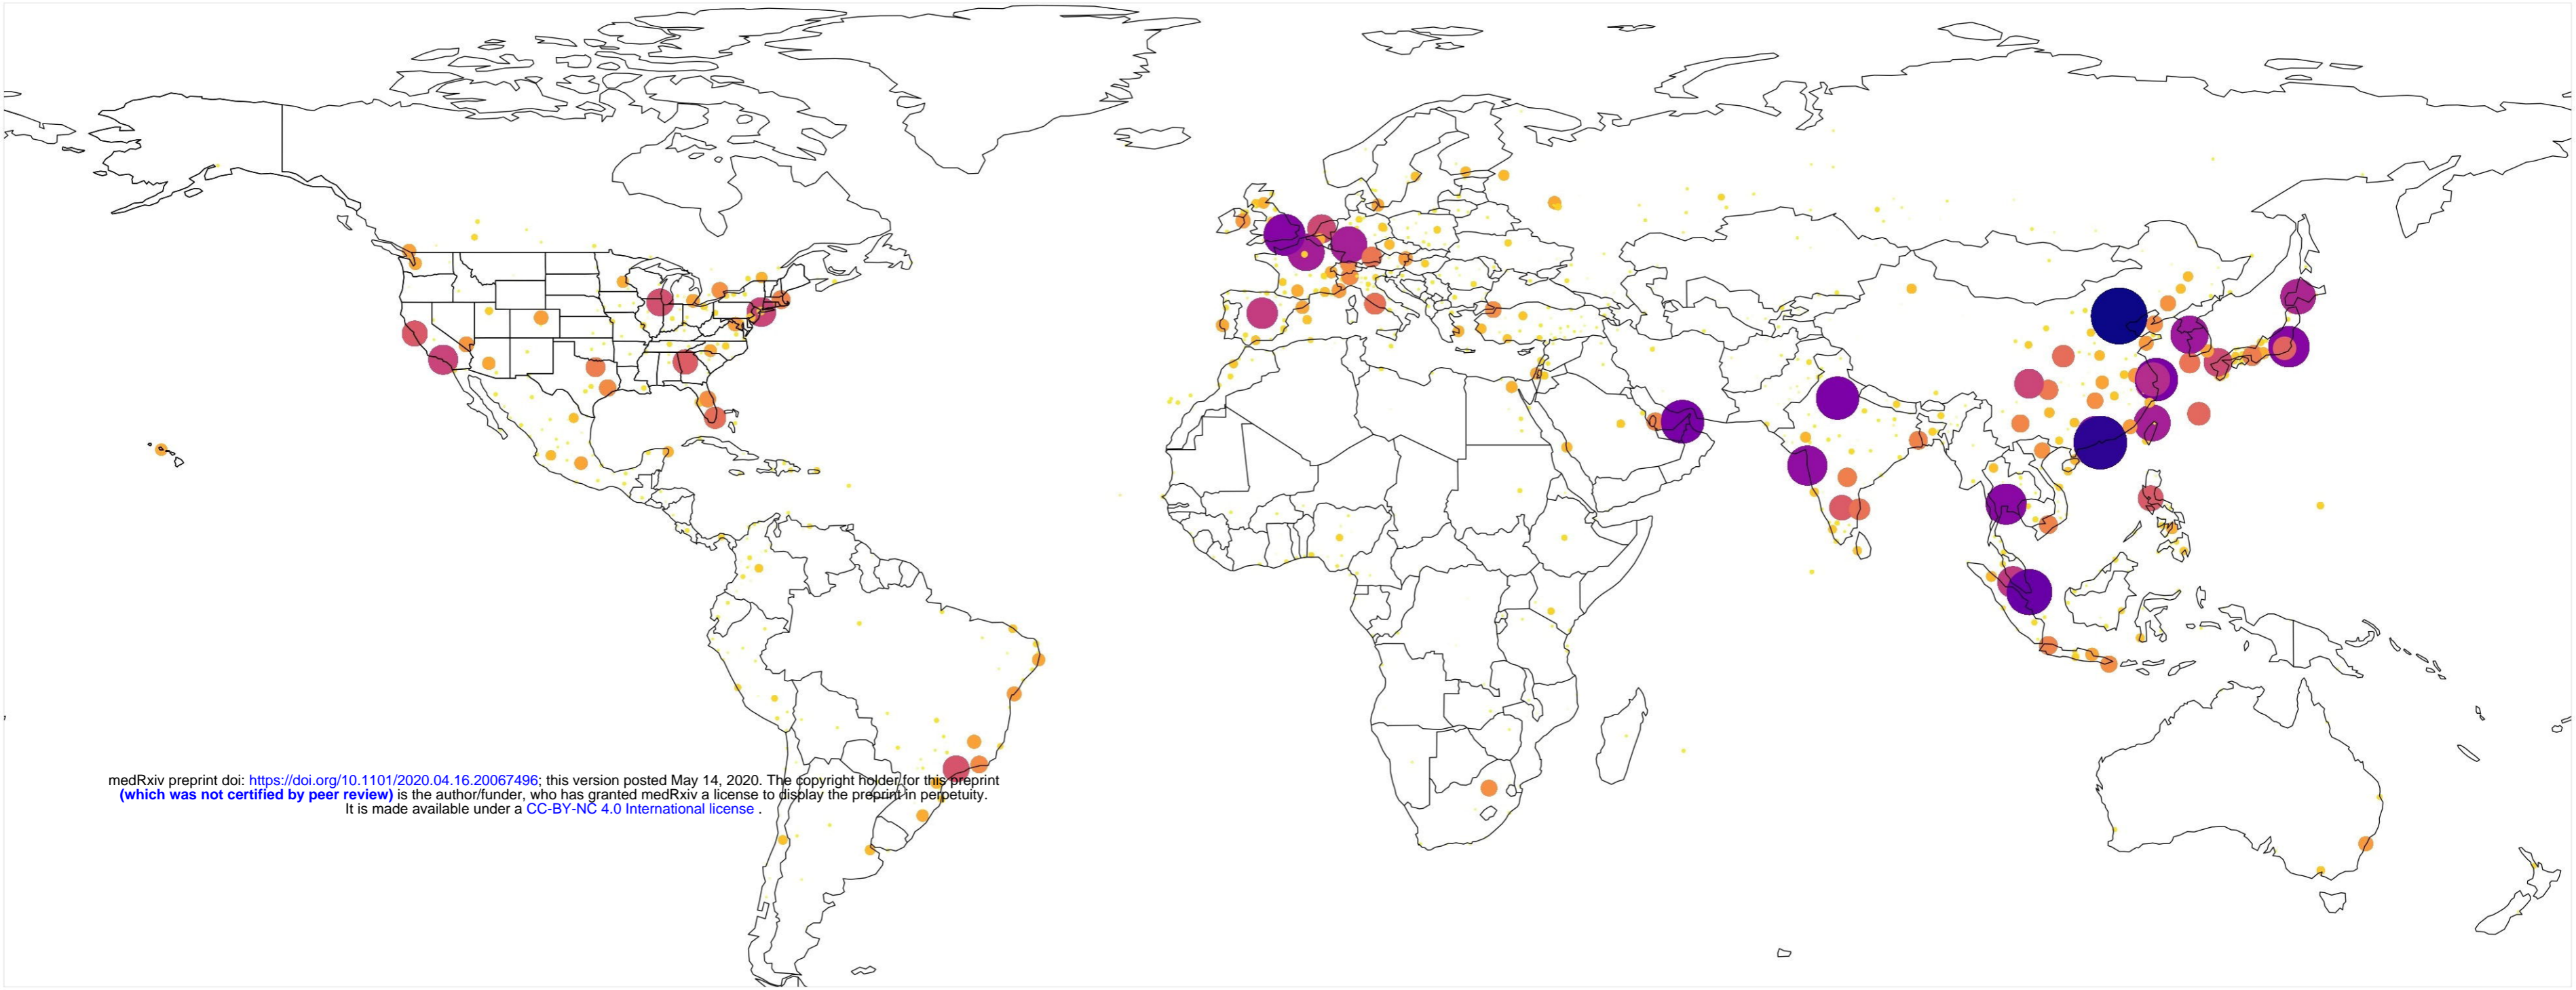 medRxiv preprint doi: https://doi.org/10.1101/2020.04.16.20067496; this version posted May 14, 2020. The copyright holder for this preprint
(which was not certified by peer review) is the author/funder, who has granted medRxiv a license to display the preprint in perpetuity.
It is made available under a CC-BY-NC 4.0 International license .